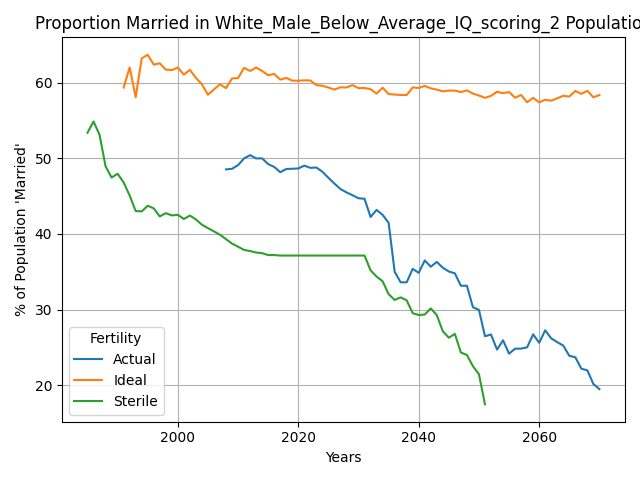 Proportion Married in White_Male_Below_Average_IQ_scoring_2 Populatio
% of Population 'Married'
60
50
40
30
20
Fertility
Actual
Ideal
Sterile
2000
2020
2040
2060
Years